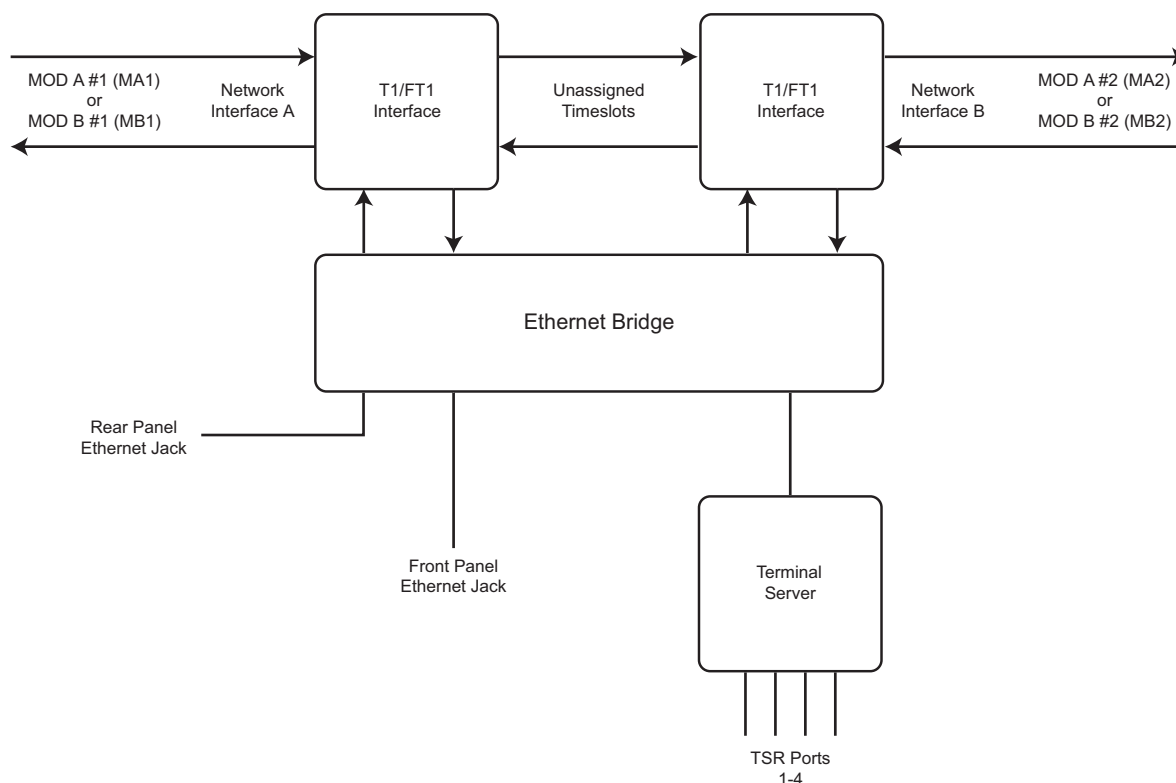 MOD A #1 (MA1)
or
MOD B #1 (MB1)
Network
Interface A
T1/FT1
Interface
Unassigned
Timeslots
T1/FT1
Interface
Network
Interface B
MOD A #2 (MA2)
or
MOD B #2 (MB2)
Ethernet Bridge
Rear Panel
Ethernet Jack
Front Panel
Ethernet Jack
Terminal
Server
TSR Ports
1-4